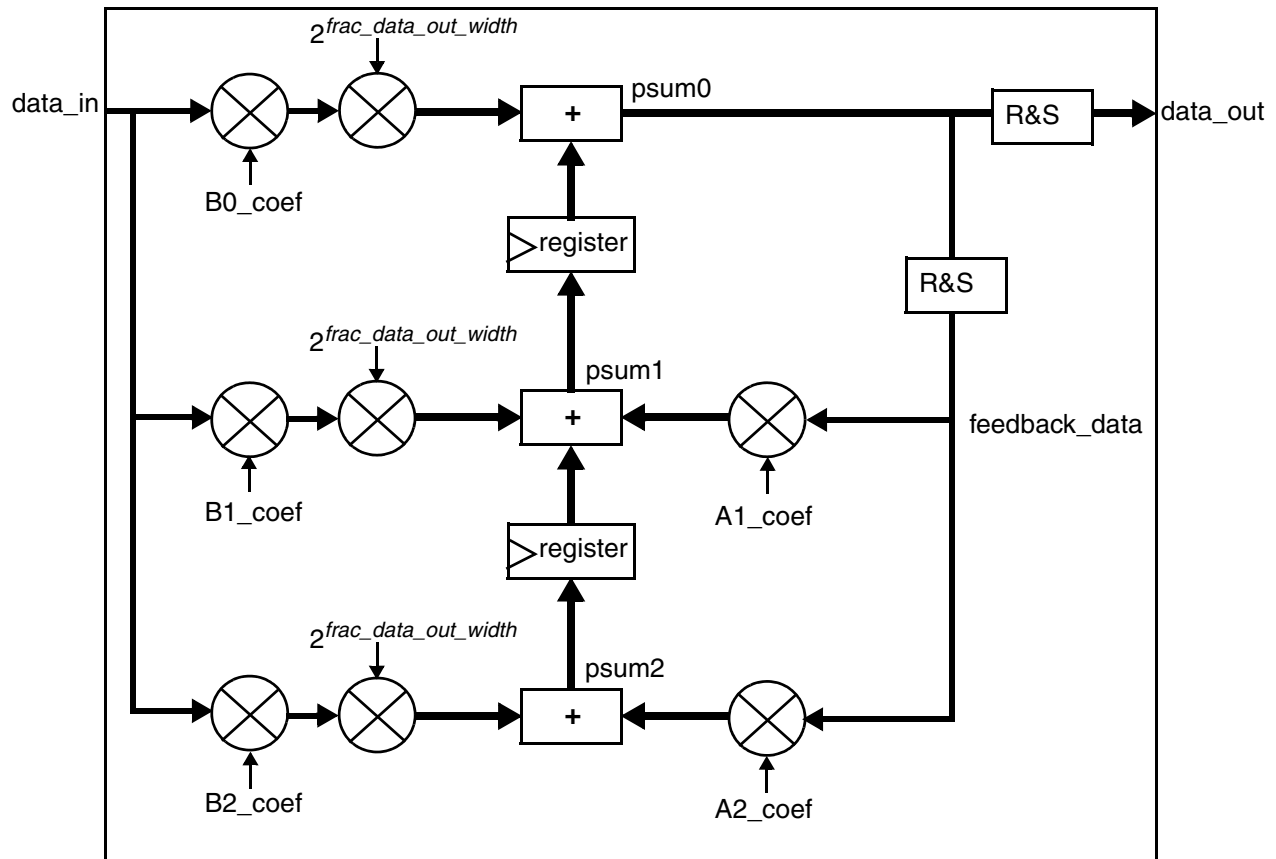 2frac_data_out_width
data_in
+
psum0
R&S
data_out
B0_coef
register
R&S
2frac_data_out_width
psum1
+
feedback_data
B1_coef
A1_coef
register
2frac_data_out_width
psum2
+
B2_coef
A2_coef